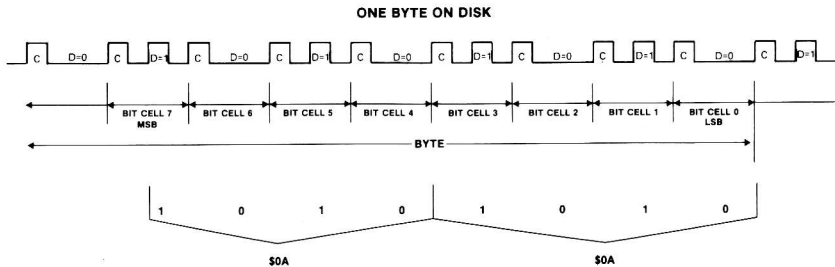 ONE BYTE ON DISK
C D=0 C D=1 C D=0 C D=1 C D=0 C D=1 C D=0 C D=1 C D=0 C D=1
BIT CELL 7 BIT CELL 6 BIT CELL 5 BIT CELL 4 BIT CELL 3 BIT CELL 2 BIT CELL 1 BIT CELL 0
MSB LSB
BYTE
1 0 1 0 1 0 1 0
$0A $0A